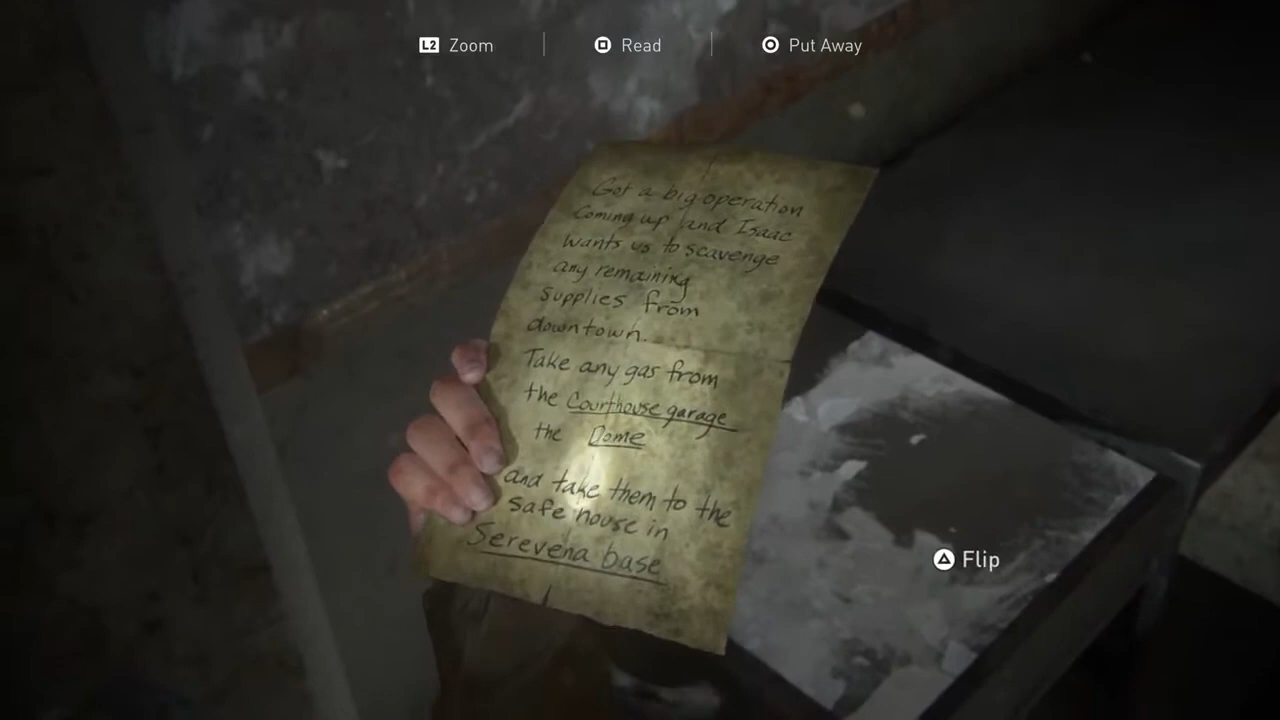 L2 Zoom Read Put Away
Got a big operation
Coming up and Isaac
wants us to scavenge
any remaining
supplies from
downtown.
Take any gas from
the Courthouse garage
the Dome
and take them to the
safe house in
Serevena base
Flip